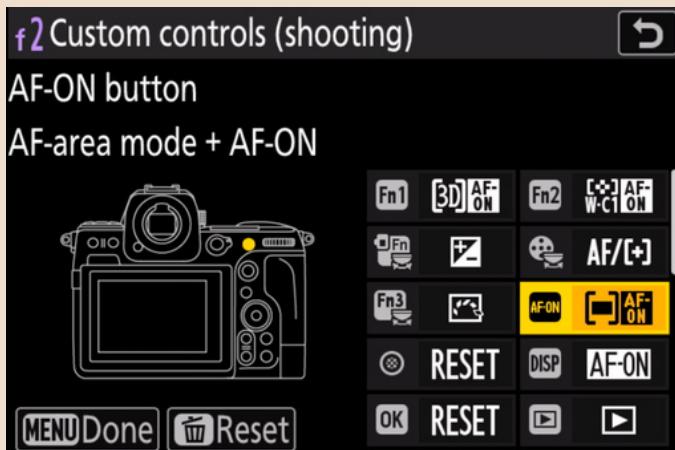 f2 Custom controls (shooting)
AF-ON button
AF-area mode + AF-ON
Fn1 [3D] AF-ON Fn2 W-C1 AF-ON
Fn AF/[+]
Fn3 AF-ON AF-ON
RESET DISP AF-ON
OK RESET
MENU Done Reset